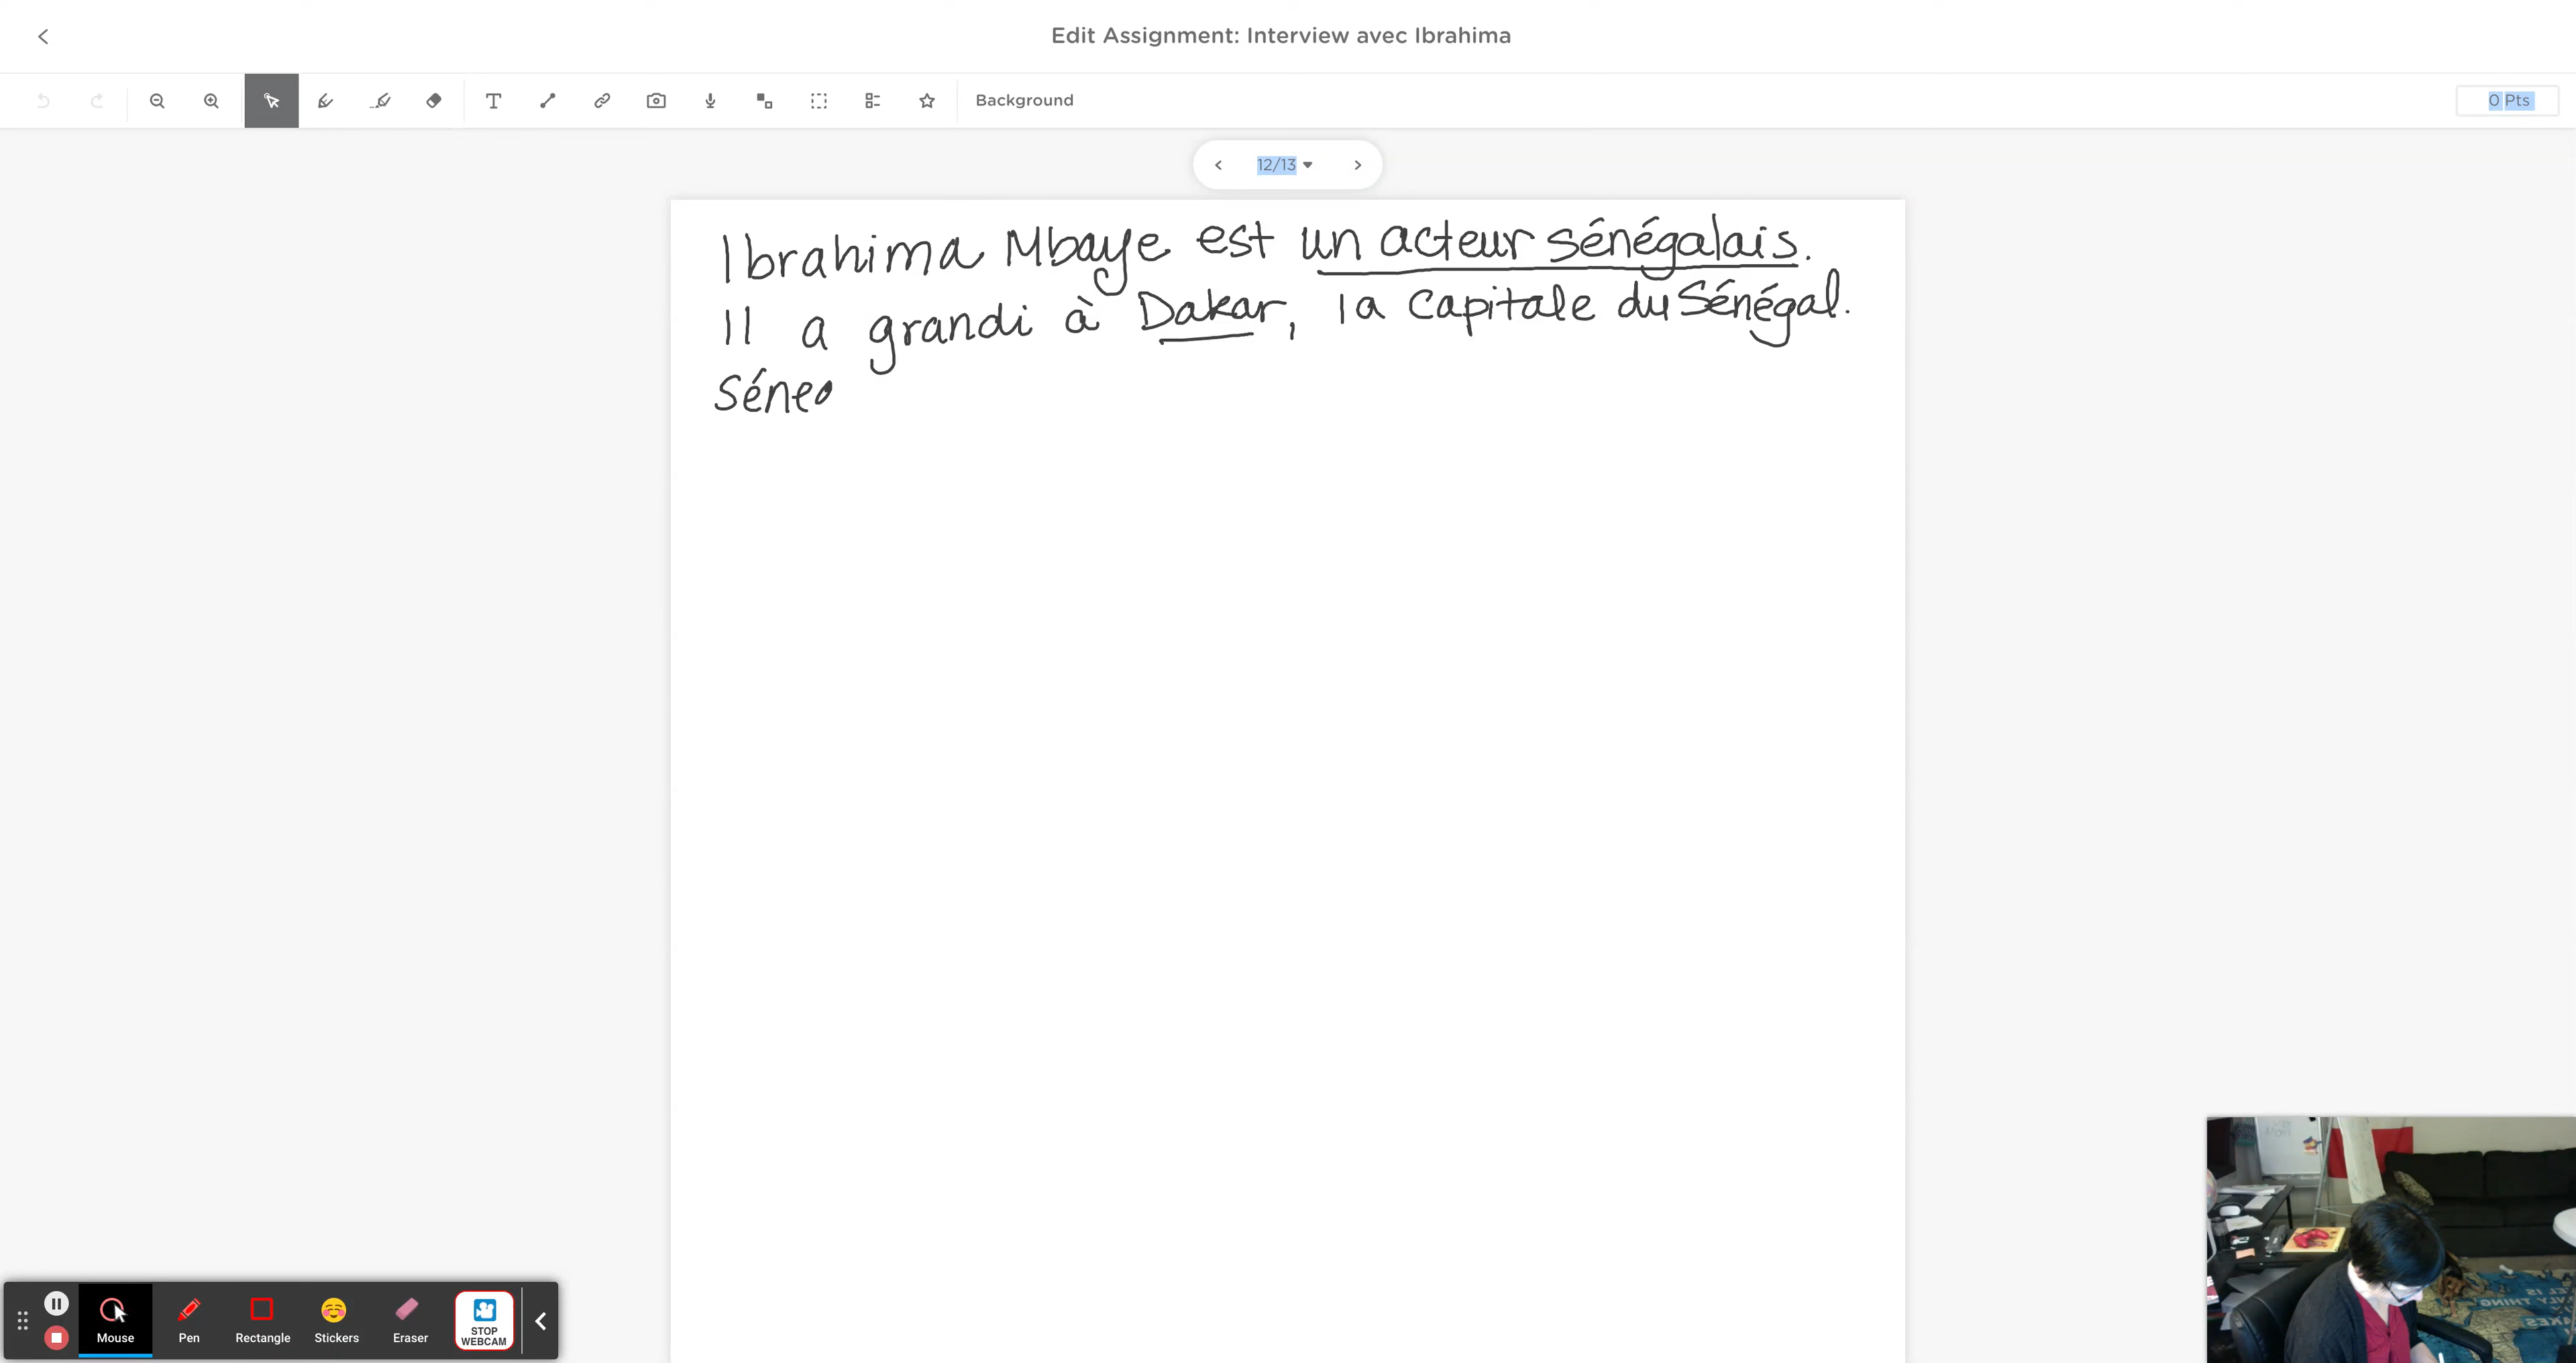 Edit Assignment: Interview avec Ibrahima
Background
0 Pts
12/13
Ibrahima Mbaye est un acteur sénégalais.
Il a grandi à Dakar, la capitale du Sénégal.
Séne
Mouse
Pen
Rectangle
Stickers
Eraser
STOP
WEBCAM